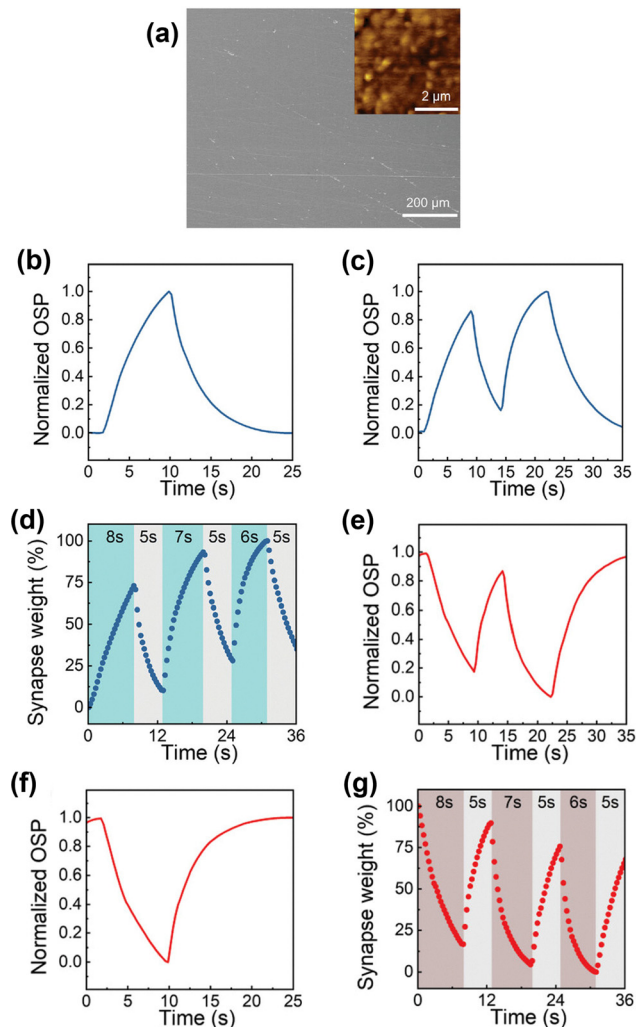 (a)
2 μm
200 μm
(b)
Normalized OSP
1.0
0.8
0.6
0.4
0.2
0.0
0 5 10 15 20 25
Time (s)
(c)
Normalized OSP
1.0
0.8
0.6
0.4
0.2
0.0
0 5 10 15 20 25 30 35
Time (s)
(d)
Synapse weight (%)
100
75
50
25
0
8s 5s 7s 5s 6s 5s
0 12 24 36
Time (s)
(e)
Normalized OSP
1.0
0.8
0.6
0.4
0.2
0.0
0 5 10 15 20 25 30 35
Time (s)
(f)
Normalized OSP
1.0
0.8
0.6
0.4
0.2
0.0
0 5 10 15 20 25
Time (s)
(g)
Synapse weight (%)
100
75
50
25
0
8s 5s 7s 5s 6s 5s
0 12 24 36
Time (s)